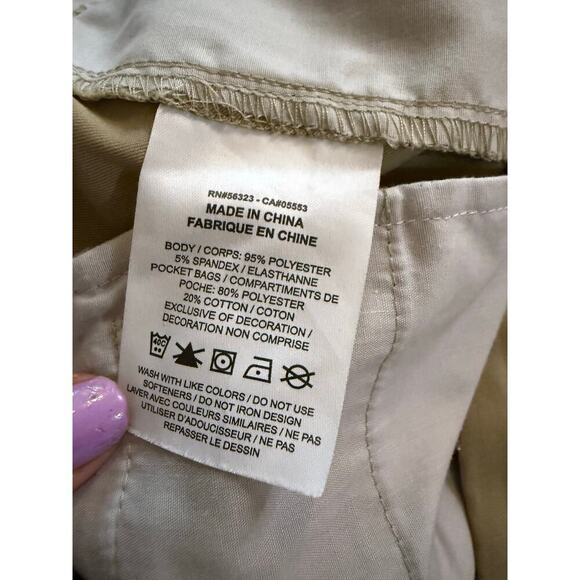 RN#56323 - CA#05553
MADE IN CHINA
FABRIQUE EN CHINE
BODY / CORPS: 95% POLYESTER
5% SPANDEX / ELASTHANNE
POCKET BAGS / COMPARTIMENTS DE
POCHE: 80% POLYESTER
20% COTTON / COTON
EXCLUSIVE OF DECORATION /
DECORATION NON COMPRISE
40C
WASH WITH LIKE COLORS / DO NOT USE
SOFTENERS / DO NOT IRON DESIGN
LAVER AVEC COULEURS SIMILAIRES / NE PAS
UTILISER D'ADOUCISSEUR / NE PAS
REPASSER LE DESSIN